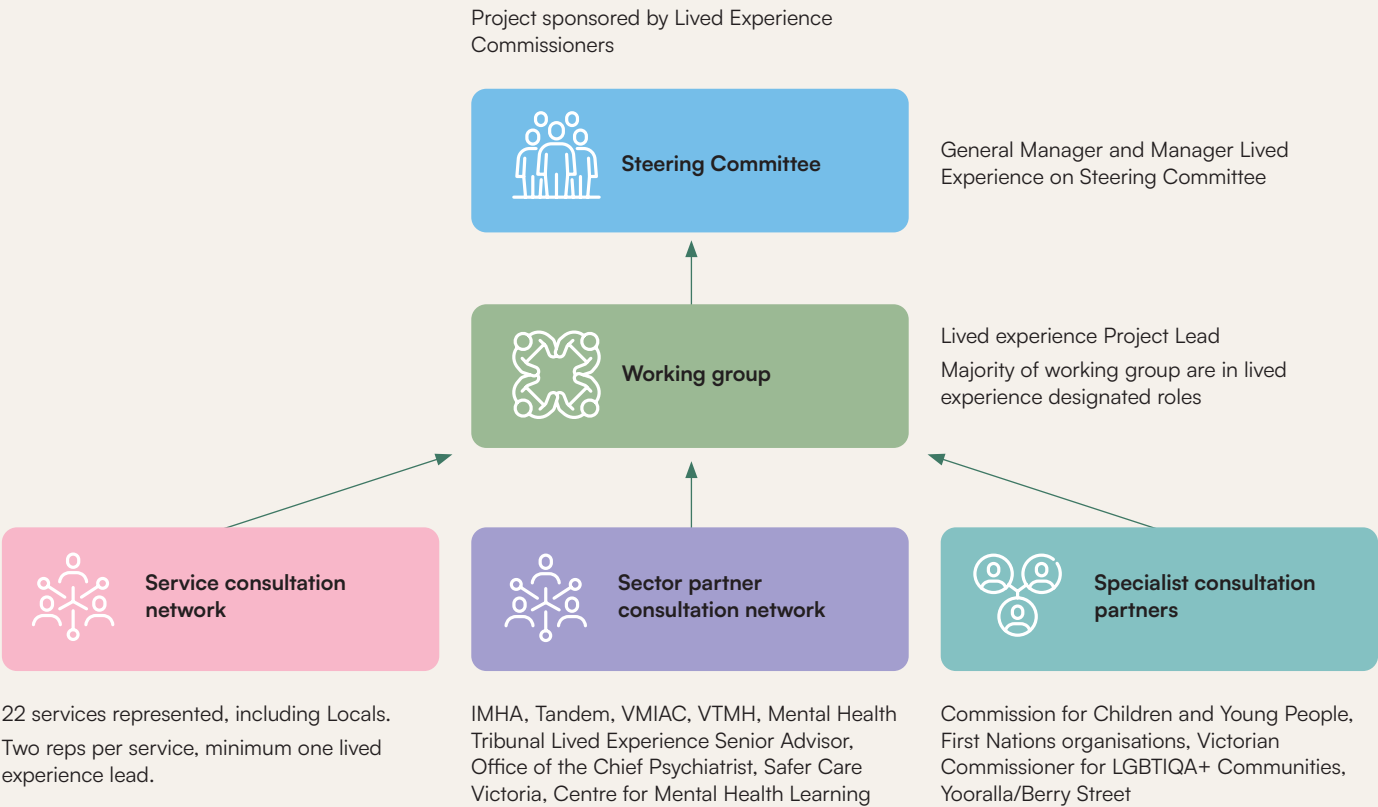 Project sponsored by Lived Experience
Commissioners
Steering Committee
General Manager and Manager Lived
Experience on Steering Committee
Working group
Lived experience Project Lead
Majority of working group are in lived
experience designated roles
Service consultation
network
22 services represented, including Locals.
Two reps per service, minimum one lived
experience lead.
Sector partner
consultation network
IMHA, Tandem, VMIAC, VTMH, Mental Health
Tribunal Lived Experience Senior Advisor,
Office of the Chief Psychiatrist, Safer Care
Victoria, Centre for Mental Health Learning
Specialist consultation
partners
Commission for Children and Young People,
First Nations organisations, Victorian
Commissioner for LGBTIQA+ Communities,
Yooralla/Berry Street